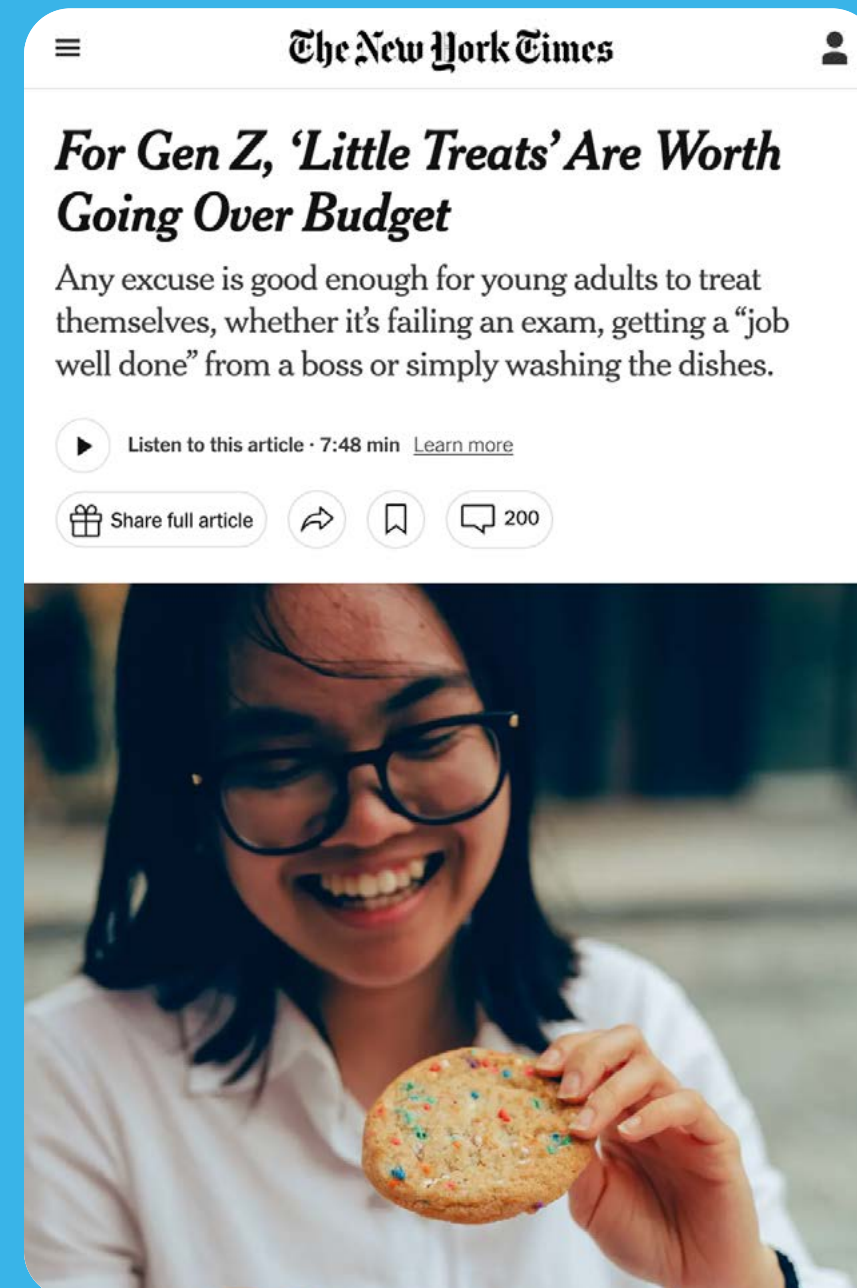 The New York Times
For Gen Z, ‘Little Treats’ Are Worth
Going Over Budget
Any excuse is good enough for young adults to treat
themselves, whether it’s failing an exam, getting a “job
well done” from a boss or simply washing the dishes.
Listen to this article · 7:48 min Learn more
Share full article 200